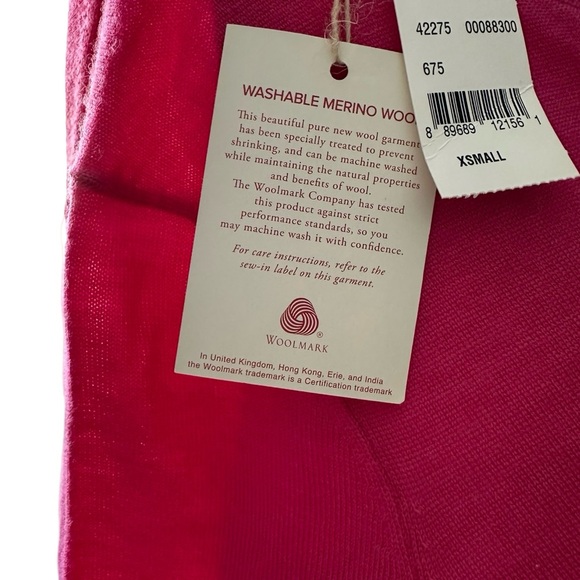 42275 00088300
675
8 89689 12156 1
XSMALL
WASHABLE MERINO WOO
This beautiful pure new wool garment
has been specially treated to prevent
shrinking, and can be machine washed
while maintaining the natural properties
and benefits of wool.
The Woolmark Company has tested
this product against strict
performance standards, so you
may machine wash it with confidence.
For care instructions, refer to the
sew-in label on this garment.
®
WOOLMARK
In United Kingdom, Hong Kong, Erie, and India
the Woolmark trademark is a Certification trademark